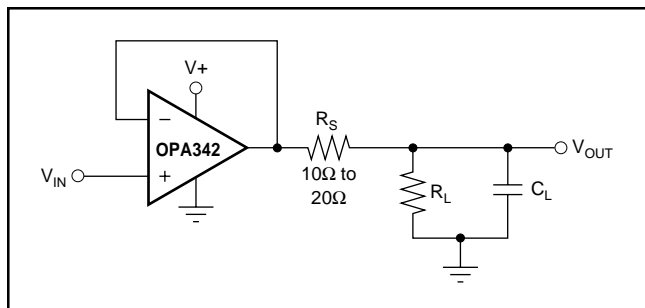 V+
−
OPA342
+
V_IN
R_S
10Ω to
20Ω
R_L
C_L
V_OUT